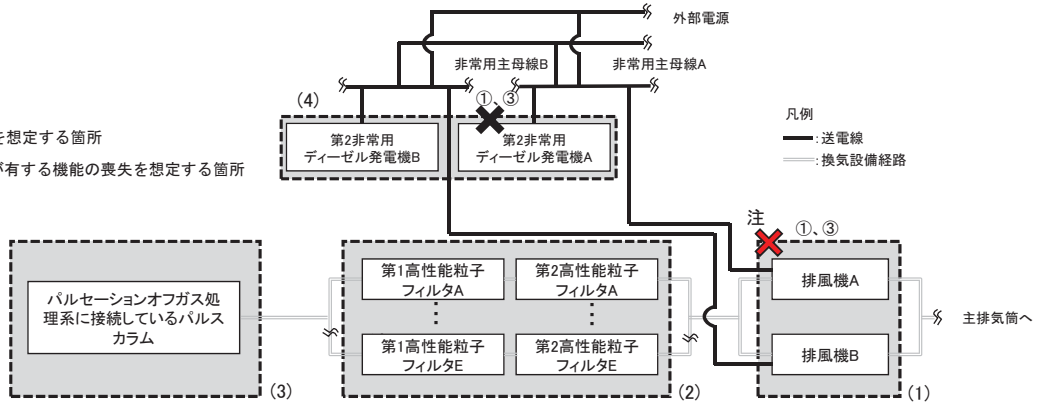 外部電源
非常用主母線B
非常用主母線A
(4)
①、③
凡例
:送電線
:換気設備経路
を想定する箇所
が有する機能の喪失を想定する箇所
第2非常用
ディーゼル発電機B
第2非常用
ディーゼル発電機A
注
①、③
パルセーションオフガス処
理系に接続しているパルス
カラム
(3)
第1高性能粒子
フィルタA
第2高性能粒子
フィルタA
第1高性能粒子
フィルタE
第2高性能粒子
フィルタE
(2)
排風機A
排風機B
(1)
主排気筒へ